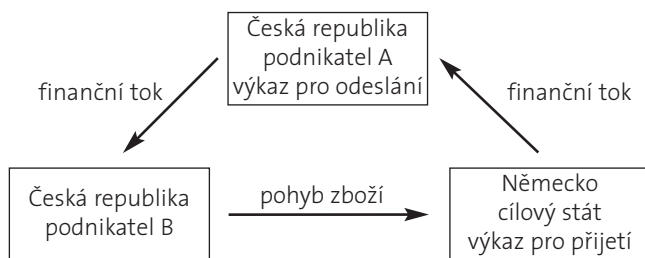 Česká republika
podnikatel A
výkaz pro odeslání
finanční tok
finanční tok
Česká republika
podnikatel B
pohyb zboží
Německo
cílový stát
výkaz pro přijetí